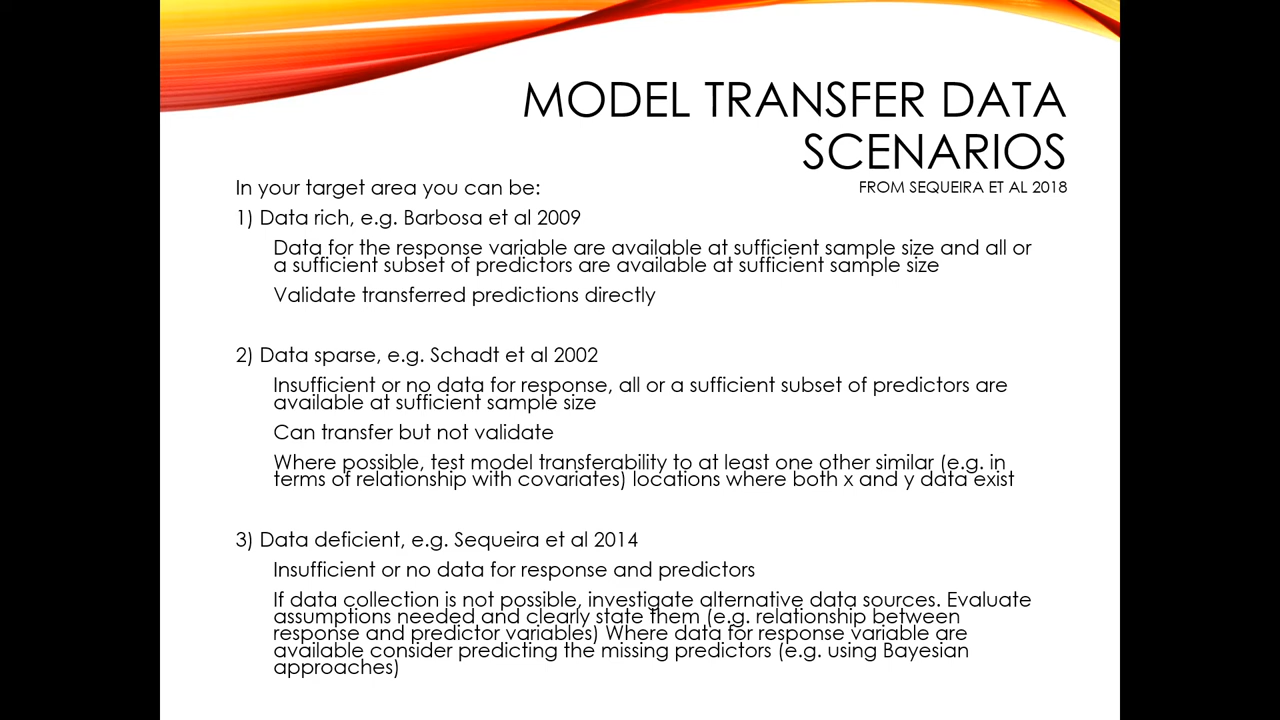 MODEL TRANSFER DATA
SCENARIOS
FROM SEQUEIRA ET AL 2018
In your target area you can be:
1) Data rich, e.g. Barbosa et al 2009
Data for the response variable are available at sufficient sample size and all or
a sufficient subset of predictors are available at sufficient sample size
Validate transferred predictions directly
2) Data sparse, e.g. Schadt et al 2002
Insufficient or no data for response, all or a sufficient subset of predictors are
available at sufficient sample size
Can transfer but not validate
Where possible, test model transferability to at least one other similar (e.g. in
terms of relationship with covariates) locations where both x and y data exist
3) Data deficient, e.g. Sequeira et al 2014
Insufficient or no data for response and predictors
If data collection is not possible, investigate alternative data sources. Evaluate
assumptions needed and clearly state them (e.g. relationship between
response and predictor variables) Where data for response variable are
available consider predicting the missing predictors (e.g. using Bayesian
approaches)